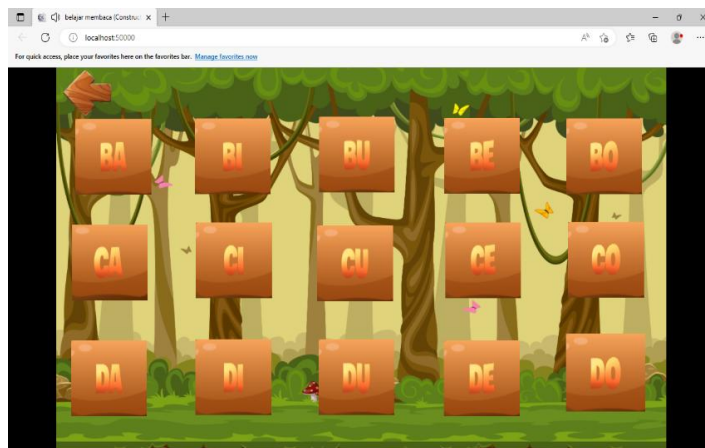 belajar membaca (Construc
localhost:50000
For quick access, place your favorites here on the favorites bar. Manage favorites now
BA BI BU BE BO
CA CI CU CE CO
DA DI DU DE DO